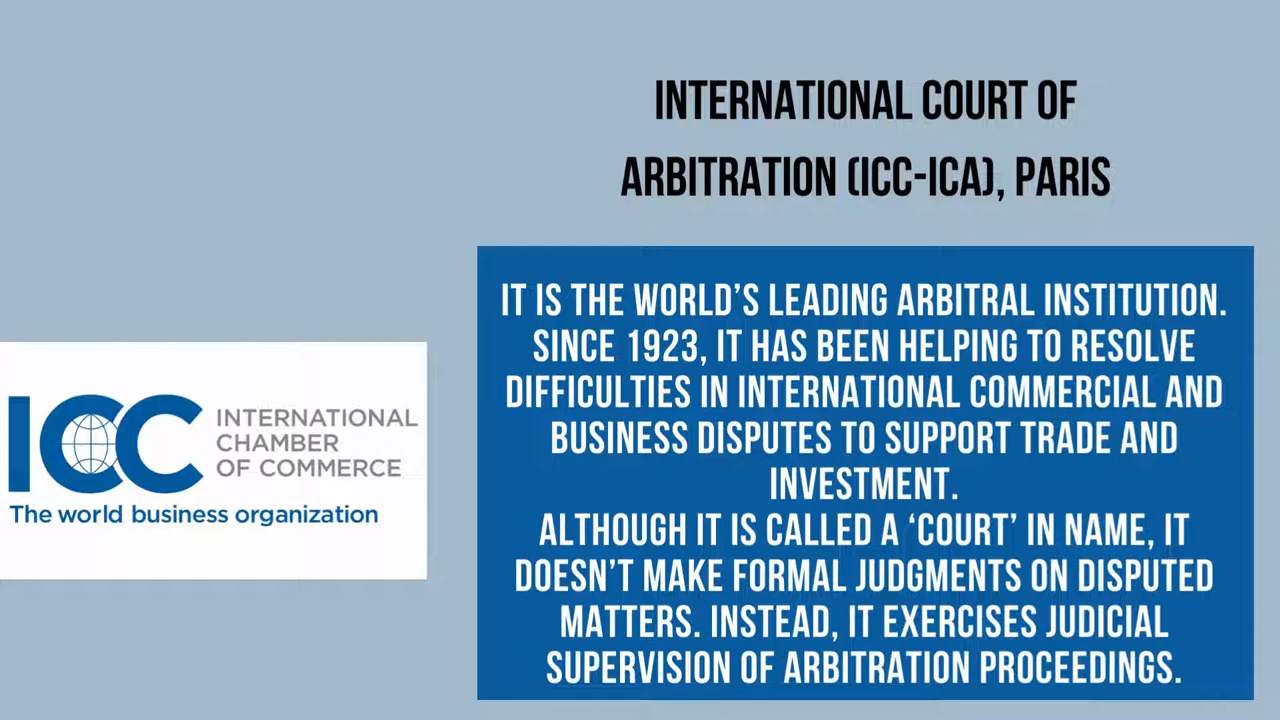 INTERNATIONAL COURT OF
ARBITRATION (ICC-ICA), PARIS
IT IS THE WORLD'S LEADING ARBITRAL INSTITUTION.
SINCE 1923, IT HAS BEEN HELPING TO RESOLVE
DIFFICULTIES IN INTERNATIONAL COMMERCIAL AND
BUSINESS DISPUTES TO SUPPORT TRADE AND
INVESTMENT.
ALTHOUGH IT IS CALLED A ‘COURT’ IN NAME, IT
DOESN’T MAKE FORMAL JUDGMENTS ON DISPUTED
MATTERS. INSTEAD, IT EXERCISES JUDICIAL
SUPERVISION OF ARBITRATION PROCEEDINGS.
ICC
INTERNATIONAL
CHAMBER
OF COMMERCE
The world business organization